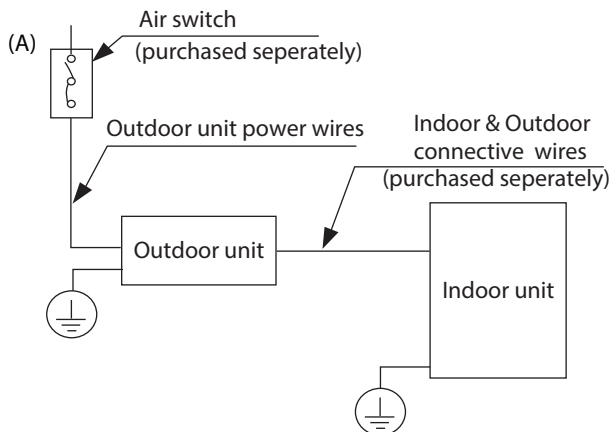 (A)
Air switch
(purchased seperately)
Outdoor unit power wires
Indoor & Outdoor
connective wires
(purchased seperately)
Outdoor unit
Indoor unit